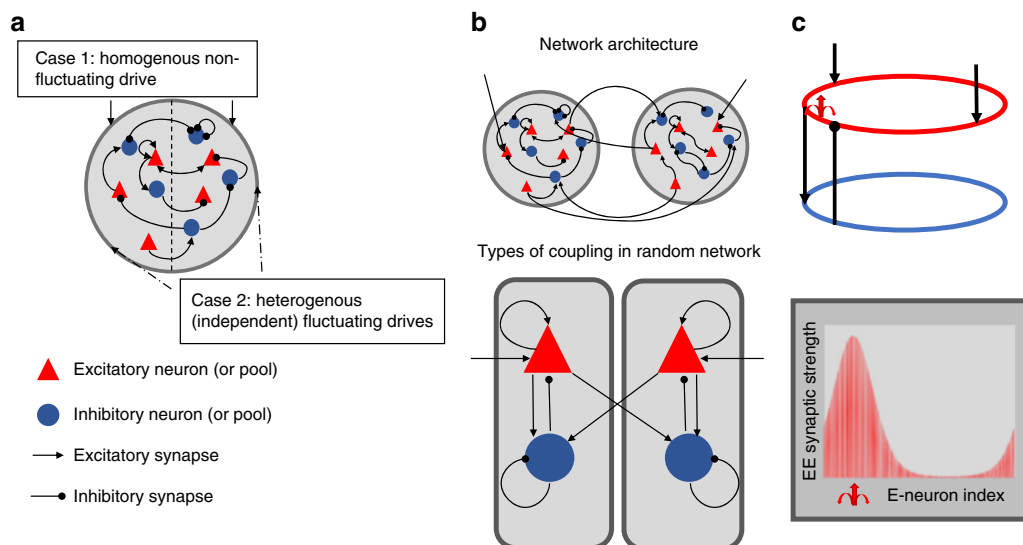 a
Case 1: homogenous non-
fluctuating drive
Case 2: heterogenous
(independent) fluctuating drives
Excitatory neuron (or pool)
Inhibitory neuron (or pool)
Excitatory synapse
Inhibitory synapse
b
Network architecture
Types of coupling in random network
c
EE synaptic strength
E-neuron index